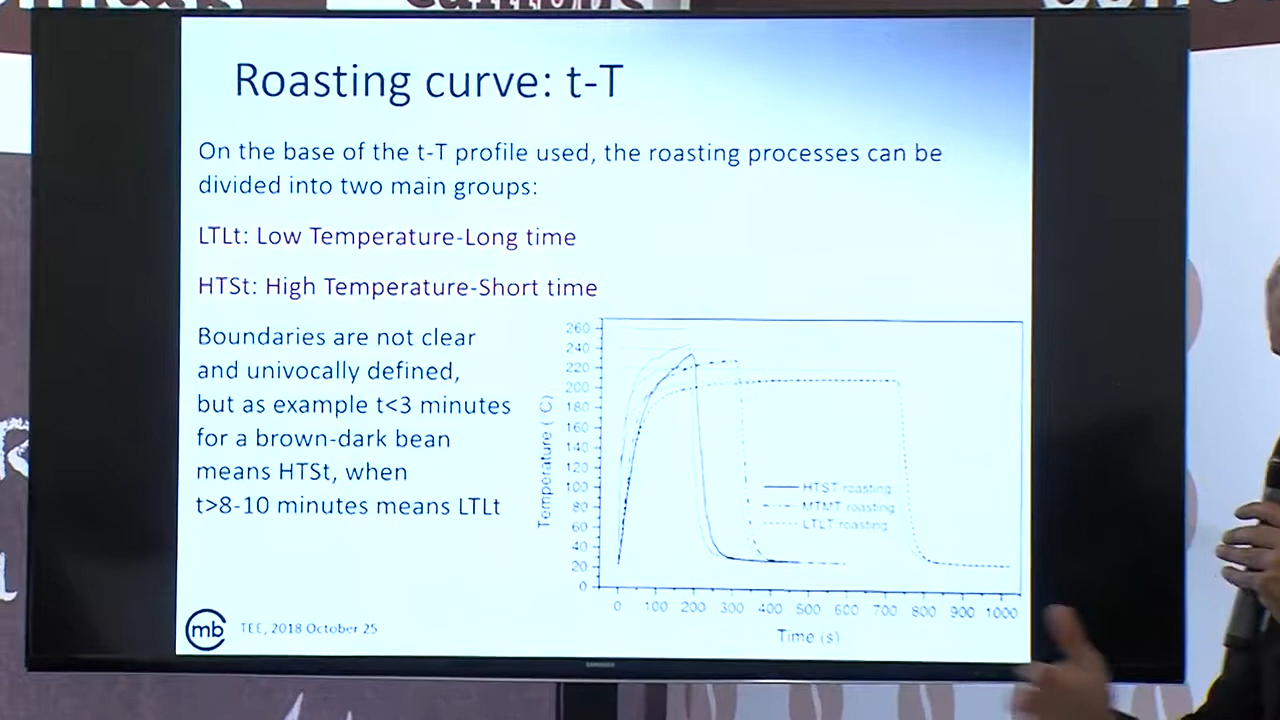 Roasting curve: t-T
On the base of the t-T profile used, the roasting processes can be
divided into two main groups:
LTLt: Low Temperature-Long time
HTSt: High Temperature-Short time
Boundaries are not clear
and univocally defined,
but as example t<3 minutes
for a brown-dark bean
means HTSt, when
t>8-10 minutes means LTLt
260
240
220
200
180
160
140
120
100
80
60
40
20
0
Temperature (°C)
HTST roasting
MTMT roasting
LTLT roasting
0 100 200 300 400 500 600 700 800 900 1000
Time (s)
mb TEE, 2018 October 25
SAMSUNG